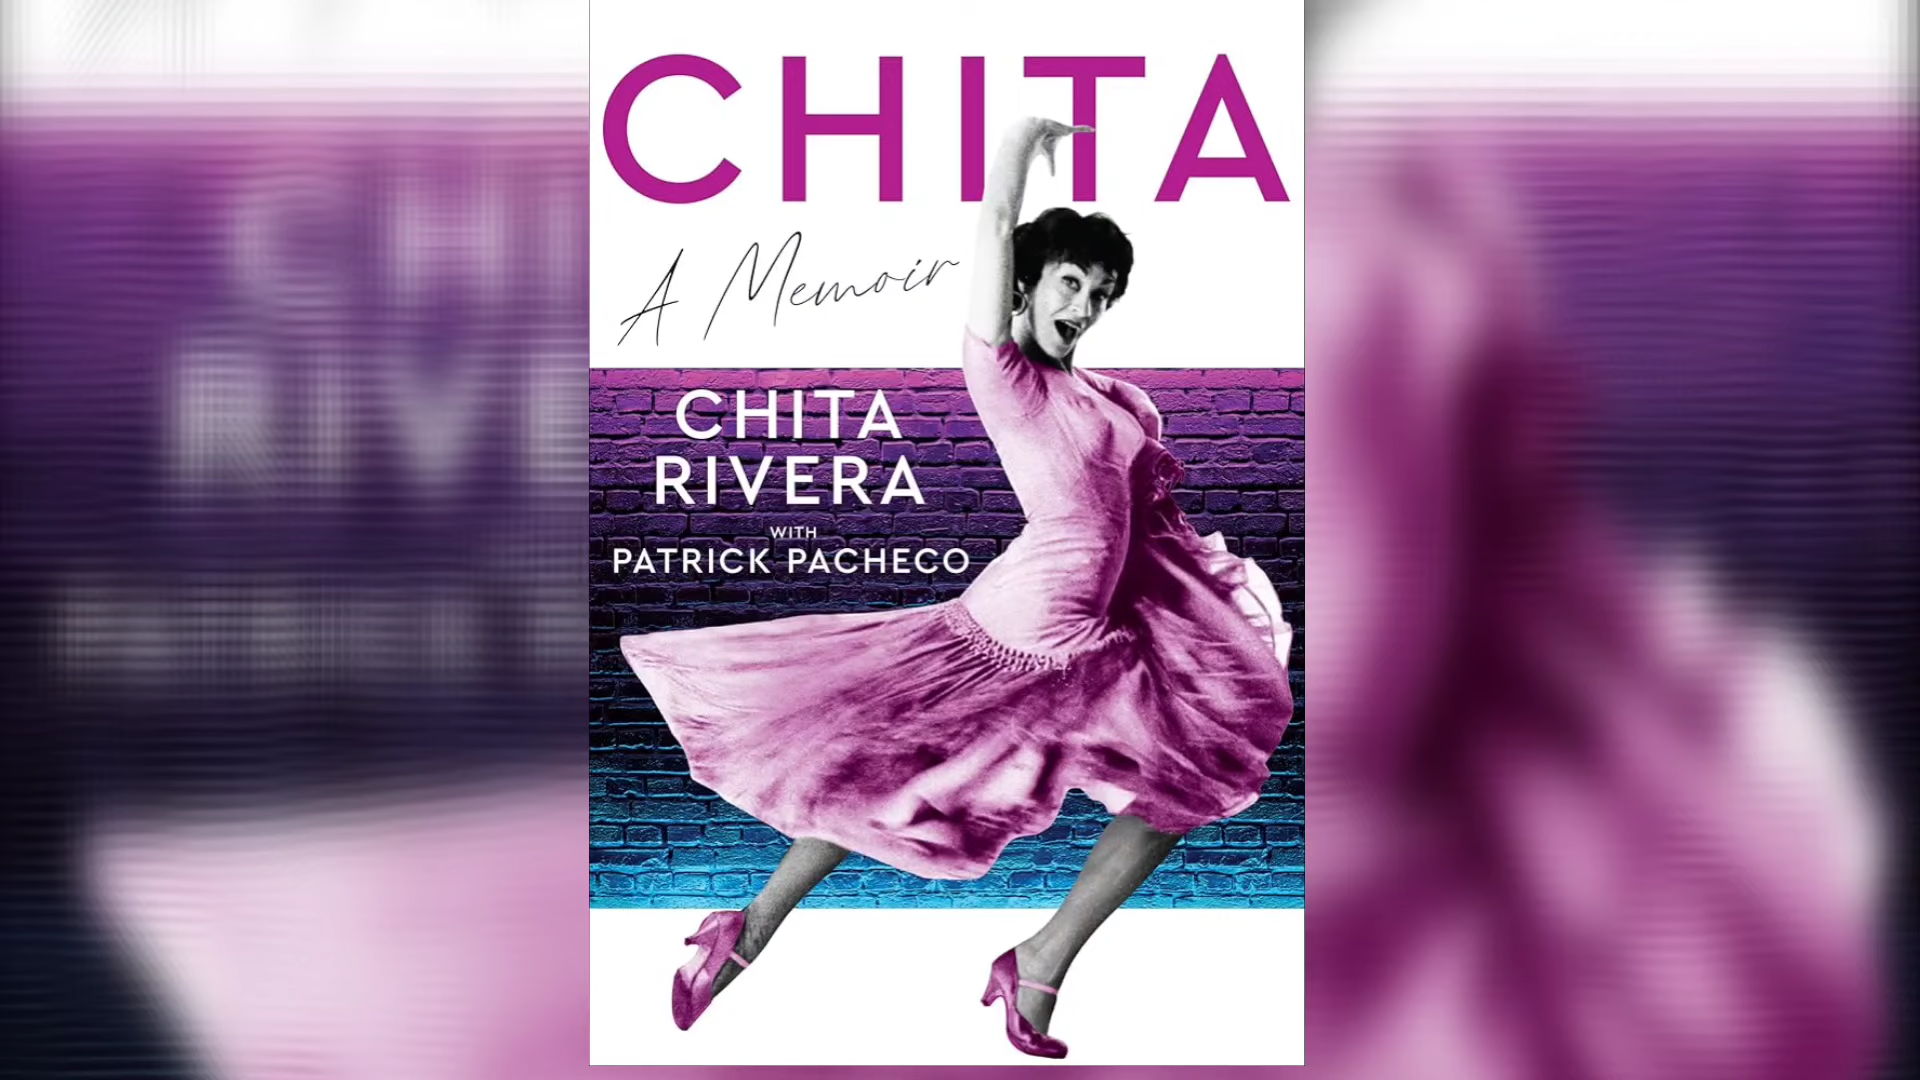 CHITA
A Memoir
CHITA
RIVERA
WITH
PATRICK PACHECO